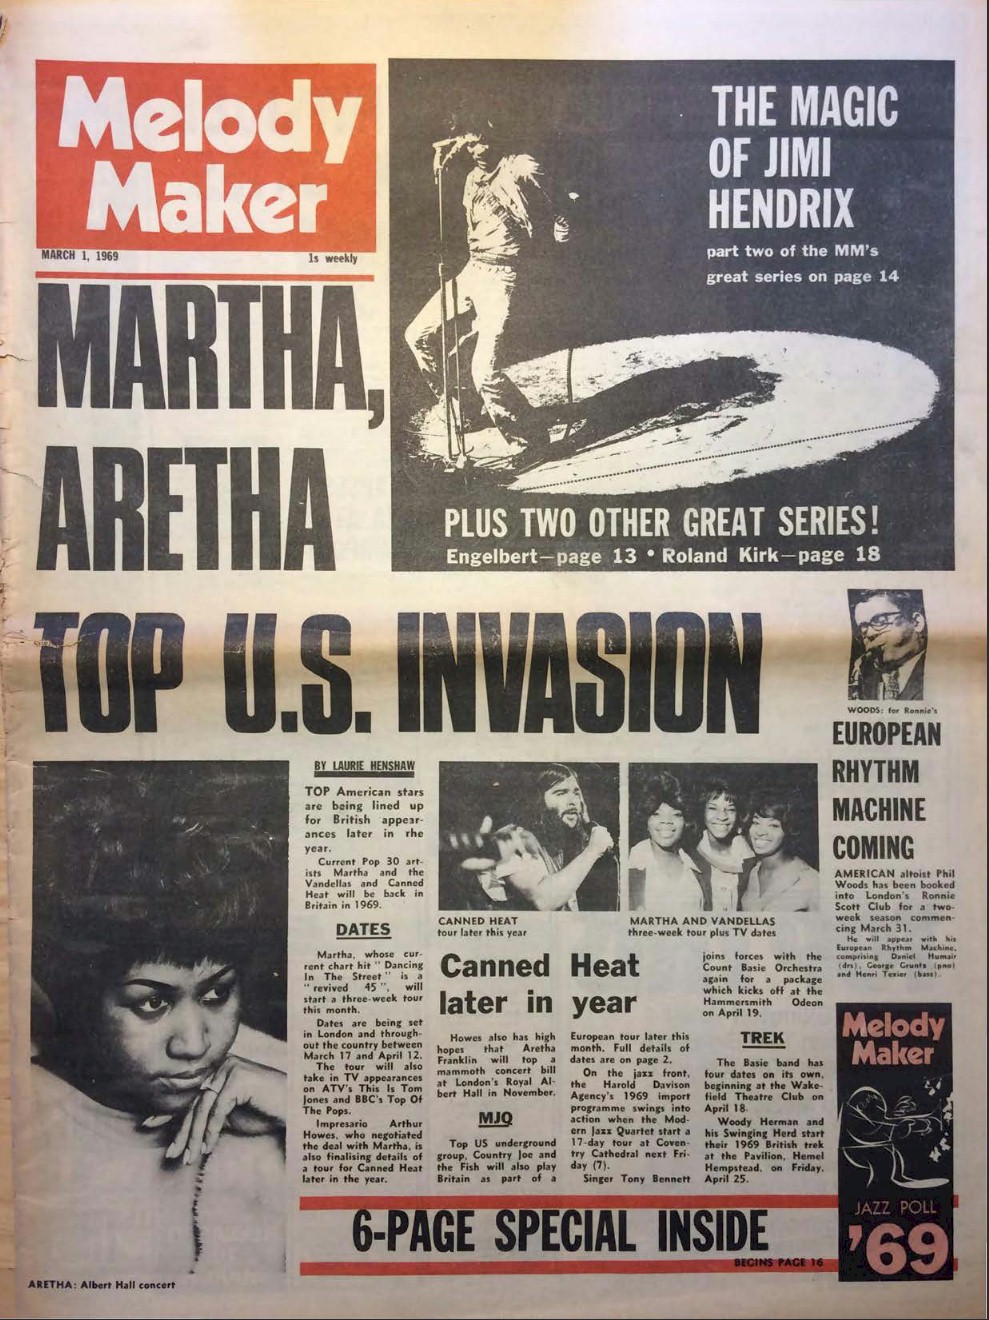 Melody
Maker
MARCH 1, 1969
1s weekly
THE MAGIC
OF JIMI
HENDRIX
part two of the MM's
great series on page 14
PLUS TWO OTHER GREAT SERIES!
Engelbert—page 13 • Roland Kirk—page 18
MARTHA,
ARETHA
TOP U.S. INVASION
ARETHA: Albert Hall concert
BY LAURIE HENSHAW
TOP American stars
are being lined up
for British appear-
ances later in rhe
year.
Current Pop 30 art-
ists Martha and the
Vandellas and Canned
Heat will be back in
Britain in 1969.
DATES
Martha, whose cur-
rent chart hit " Dancing
In The Street " is a
" revived 45 ", will
start a three-week tour
this month.
Dates are being set
in London and through-
out the country between
March 17 and April 12.
The tour will also
take in TV appearances
on ATV's This Is Tom
Jones and BBC's Top Of
The Pops.
Impresario Arthur
Howes, who negotiated
the deal with Martha, is
also finalising details of
a tour for Canned Heat
later in the year.
CANNED HEAT
tour later this year
MARTHA AND VANDELLAS
three-week tour plus TV dates
Canned Heat
later in year
Howes also has high
hopes that Aretha
Franklin will top a
mammoth concert bill
at London's Royal Al-
bert Hall in November.
MJQ
Top US underground
group, Country Joe and
the Fish will also play
Britain as part of a
European tour later this
month. Full details of
dates are on page 2.
On the jazz front,
the Harold Davison
Agency's 1969 import
programme swings into
action when the Mod-
ern Jazz Quartet start a
17-day tour at Coven-
try Cathedral next Fri-
day (7).
Singer Tony Bennett
joins forces with the
Count Basie Orchestra
again for a package
which kicks off at the
Hammersmith Odeon
on April 19.
TREK
The Basie band has
four dates on its own,
beginning at the Wake-
field Theatre Club on
April 18.
Woody Herman and
his Swinging Herd start
their 1969 British trek
at the Pavilion, Hemel
Hempstead, on Friday,
April 25.
WOODS: for Ronnie's
EUROPEAN
RHYTHM
MACHINE
COMING
AMERICAN altoist Phil
Woods has been booked
into London's Ronnie
Scott Club for a two-
week season commen-
cing March 31.
He will appear with his
European Rhythm Machine,
comprising Daniel Humair
(drs), George Gruntz (pno)
and Henri Texier (bass).
Melody
Maker
JAZZ POLL
'69
6-PAGE SPECIAL INSIDE
BEGINS PAGE 16